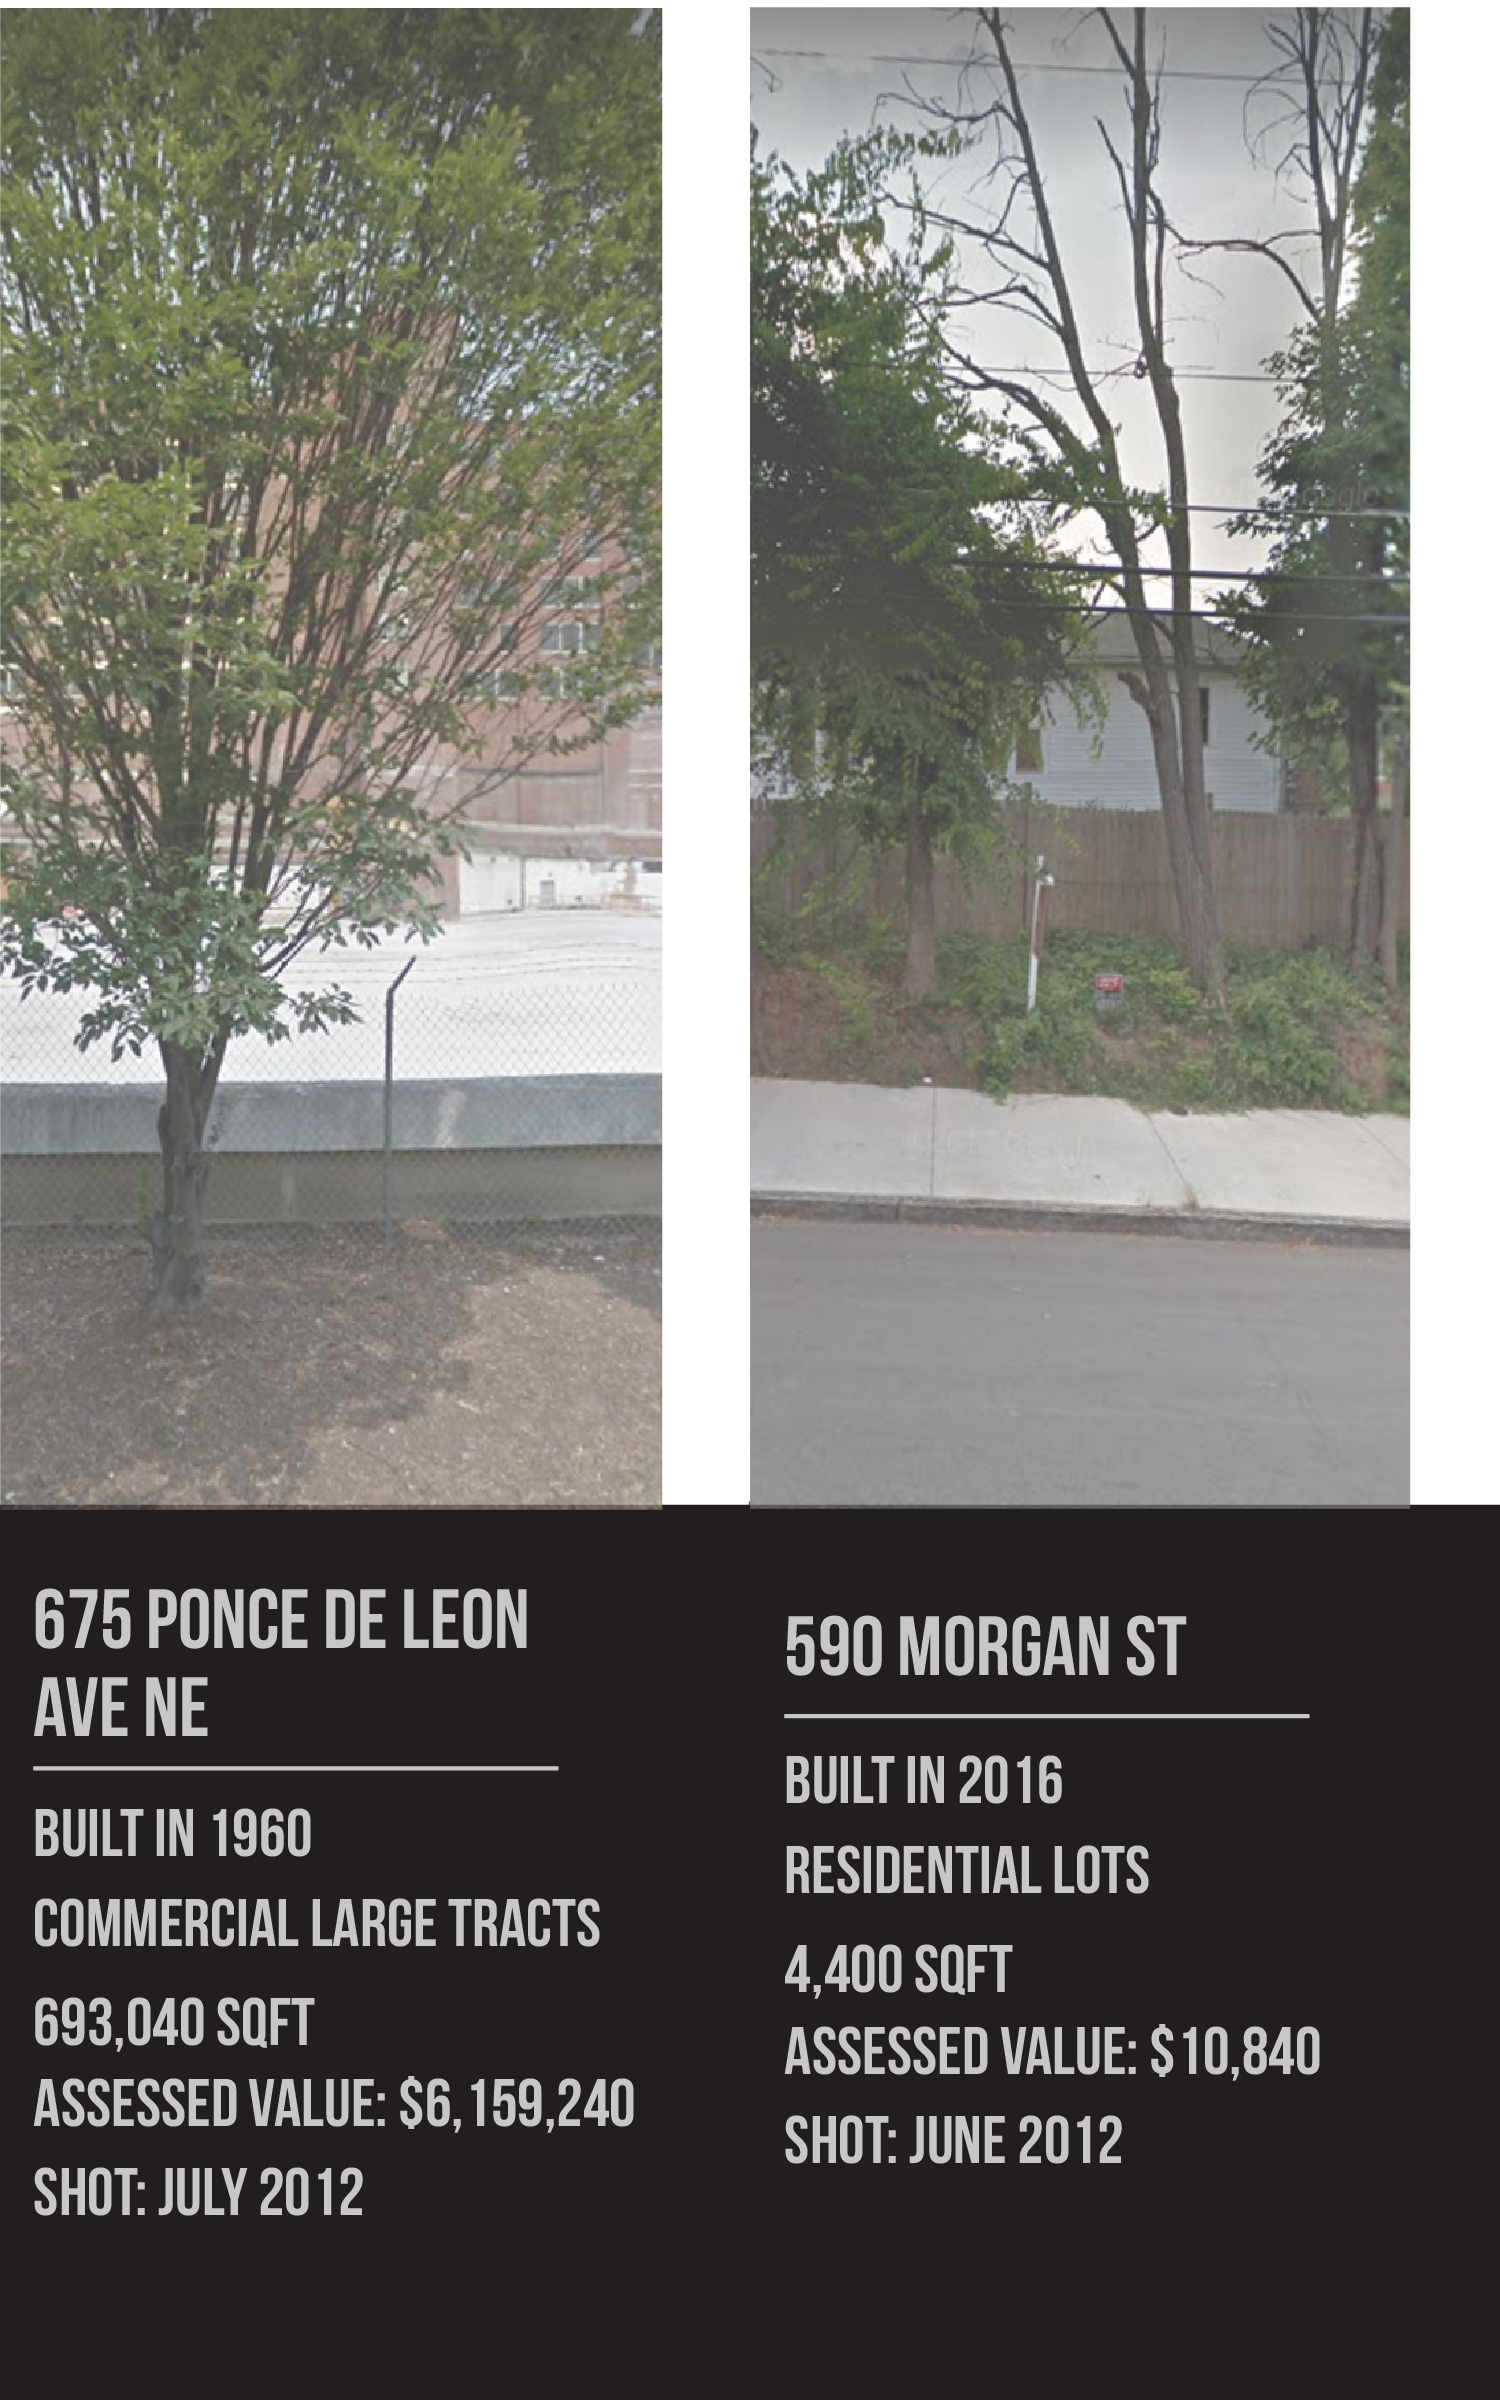 675 PONCE DE LEON
AVE NE
BUILT IN 1960
COMMERCIAL LARGE TRACTS
693,040 SQFT
ASSESSED VALUE: $6,159,240
SHOT: JULY 2012
590 MORGAN ST
BUILT IN 2016
RESIDENTIAL LOTS
4,400 SQFT
ASSESSED VALUE: $10,840
SHOT: JUNE 2012